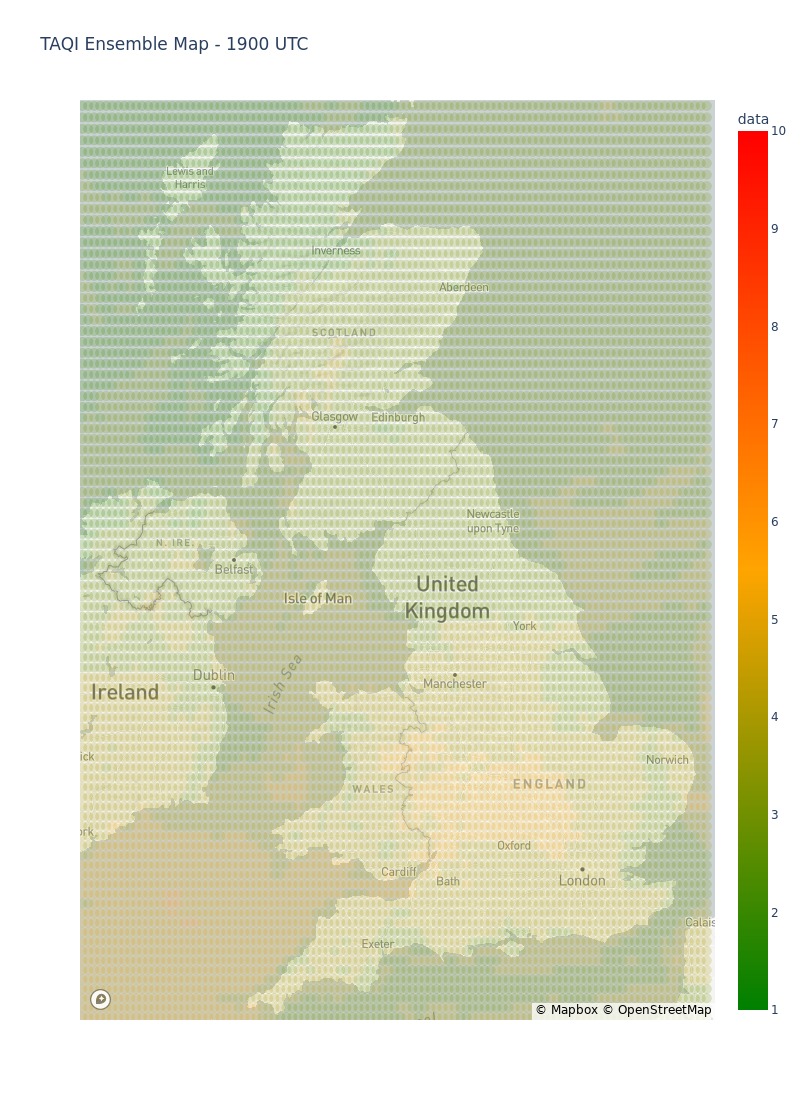 TAQI Ensemble Map - 1900 UTC
data
10
9
8
7
6
5
4
3
2
1
Lewis and
Harris
Inverness
Aberdeen
SCOTLAND
Glasgow
Edinburgh
Newcastle
upon Tyne
N. IRE.
Belfast
United
Kingdom
Isle of Man
York
Irish Sea
Dublin
Manchester
Ireland
ick
Norwich
WALES
ENGLAND
ork
Oxford
Cardiff
Bath
London
Calais
Exeter
© Mapbox © OpenStreetMap